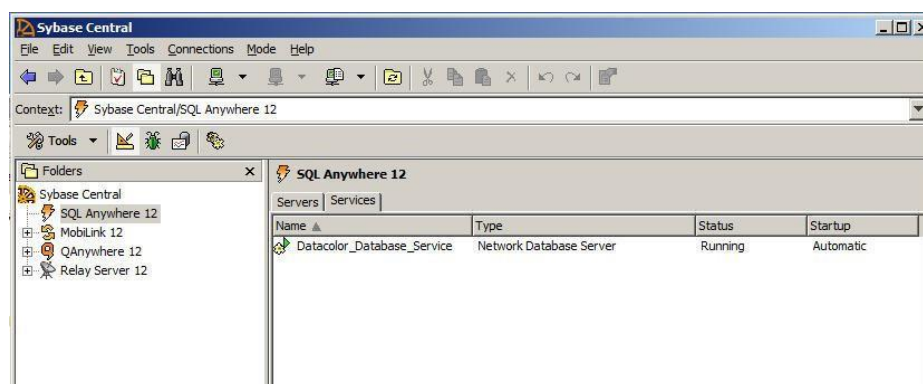 Sybase Central
File Edit View Tools Connections Mode Help
Context: Sybase Central/SQL Anywhere 12
Tools
Folders
Sybase Central
SQL Anywhere 12
MobiLink 12
QAnywhere 12
Relay Server 12
SQL Anywhere 12
Servers Services
Name Type Status Startup
Datacolor_Database_Service Network Database Server Running Automatic